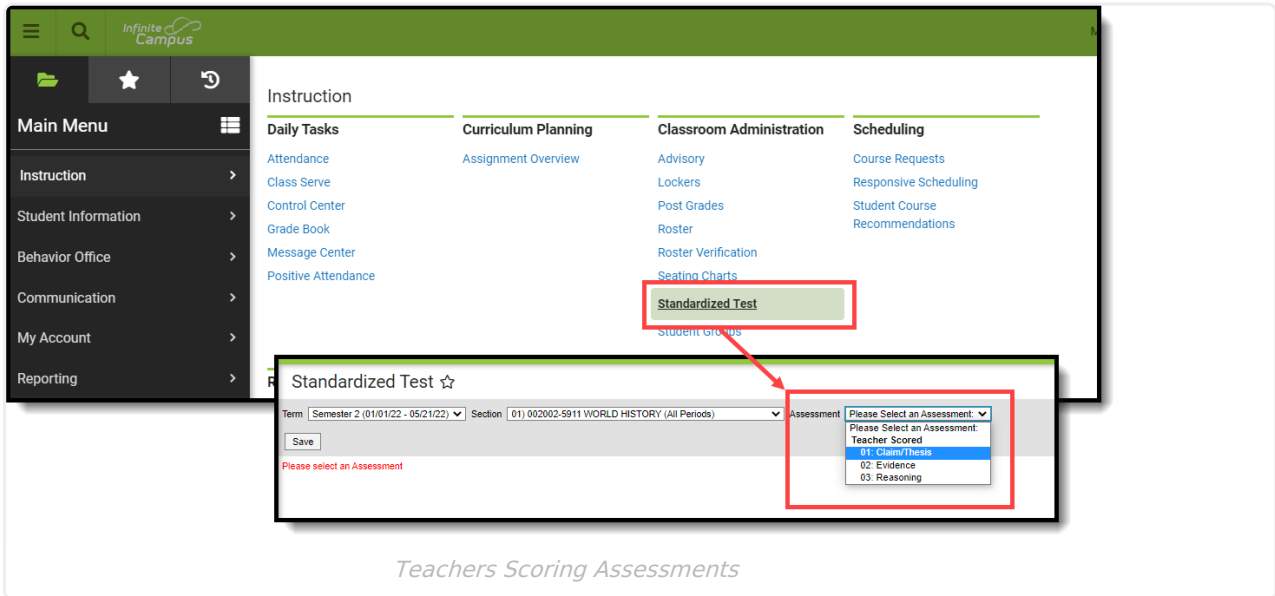 Infinite
Campus
M
Main Menu
Instruction
Student Information
Behavior Office
Communication
My Account
Reporting
Instruction
Daily Tasks
Attendance
Class Serve
Control Center
Grade Book
Message Center
Positive Attendance
Curriculum Planning
Assignment Overview
Classroom Administration
Advisory
Lockers
Post Grades
Roster
Roster Verification
Seating Charts
Standardized Test
Student Groups
Scheduling
Course Requests
Responsive Scheduling
Student Course
Recommendations
R
Standardized Test
Term Semester 2 (01/01/22 - 05/21/22) Section 01) 002002-5911 WORLD HISTORY (All Periods) Assessment Please Select an Assessment:
Please Select an Assessment:
Teacher Scored
01: Claim/Thesis
02: Evidence
03: Reasoning
Save
Please select an Assessment
Teachers Scoring Assessments